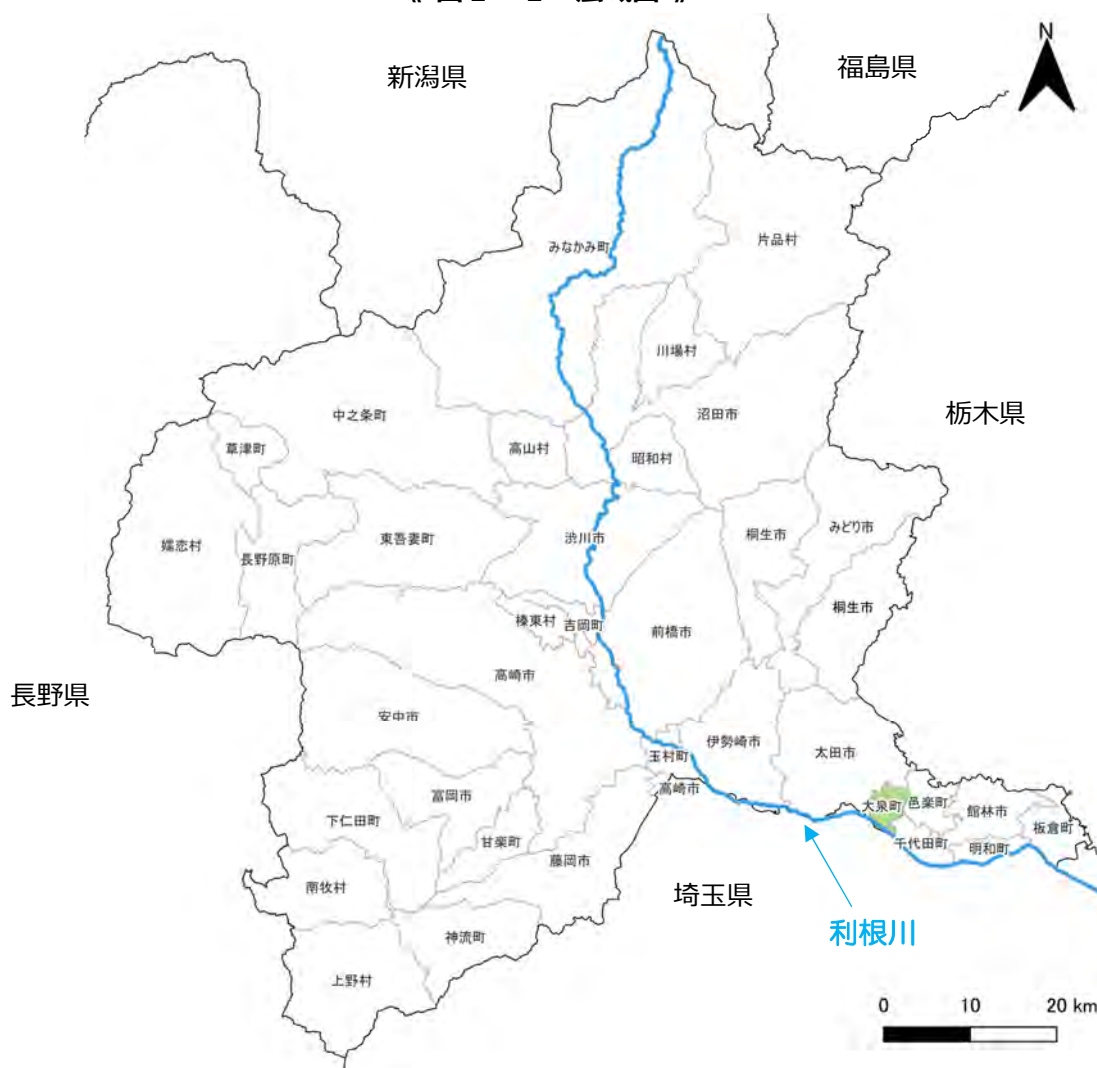 新潟県
福島県
N
みなかみ町
片品村
川場村
中之条町
沼田市
栃木県
草津町
高山村
昭和村
嬬恋村
長野原町
東吾妻町
渋川市
桐生市
みどり市
榛東村
吉岡町
前橋市
桐生市
長野県
高崎市
安中市
伊勢崎市
玉村町
太田市
高崎市
富岡市
下仁田町
大泉町
邑楽町
館林市
板倉町
甘楽町
千代田町
明和町
藤岡市
南牧村
埼玉県
利根川
神流町
上野村
0 10 20 km